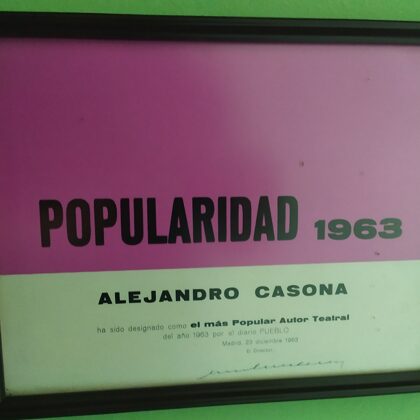 POPULARIDAD 1963
ALEJANDRO CASONA
ha sido designado como el más Popular Autor Teatral
del año 1963 por el diario PUEBLO
Madrid, 23 diciembre 1963
El Director,